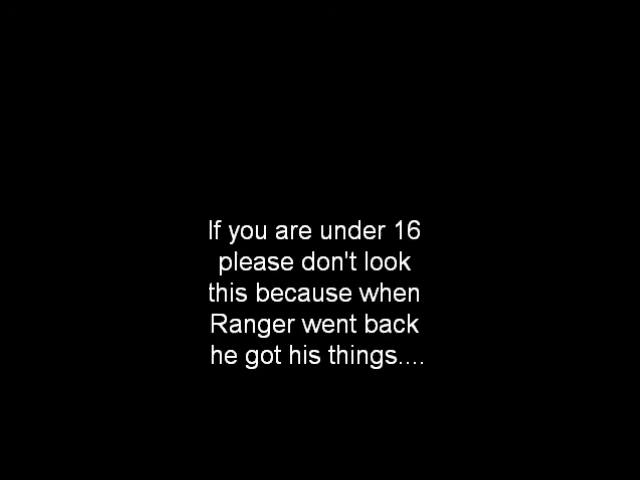 If you are under 16
please don't look
this because when
Ranger went back
he got his things....